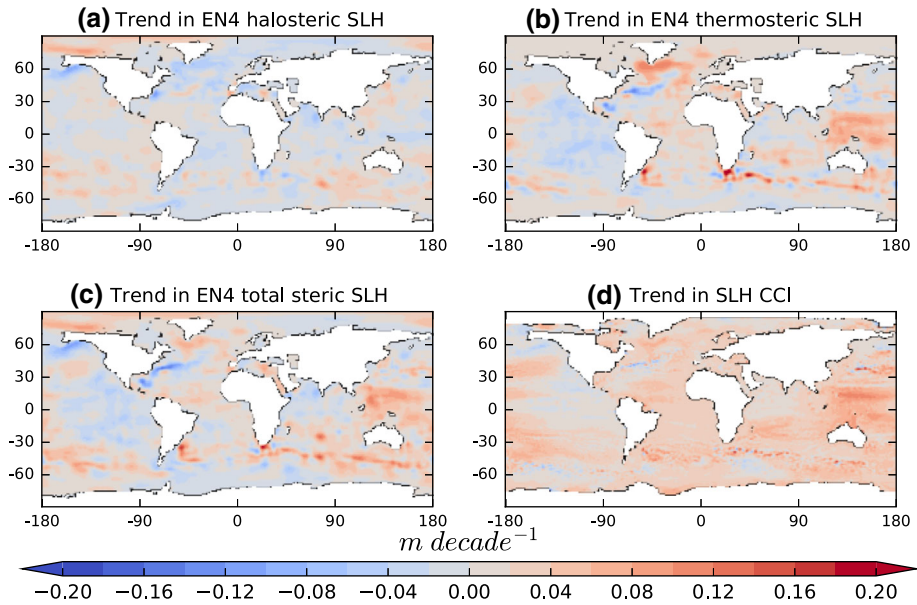 (a) Trend in EN4 halosteric SLH
60
30
0
-30
-60
-180 -90 0 90 180
(b) Trend in EN4 thermosteric SLH
60
30
0
-30
-60
-180 -90 0 90 180
(c) Trend in EN4 total steric SLH
60
30
0
-30
-60
-180 -90 0 90 180
(d) Trend in SLH CCI
60
30
0
-30
-60
-180 -90 0 90 180
m decade⁻¹
−0.20 −0.16 −0.12 −0.08 −0.04 0.00 0.04 0.08 0.12 0.16 0.20